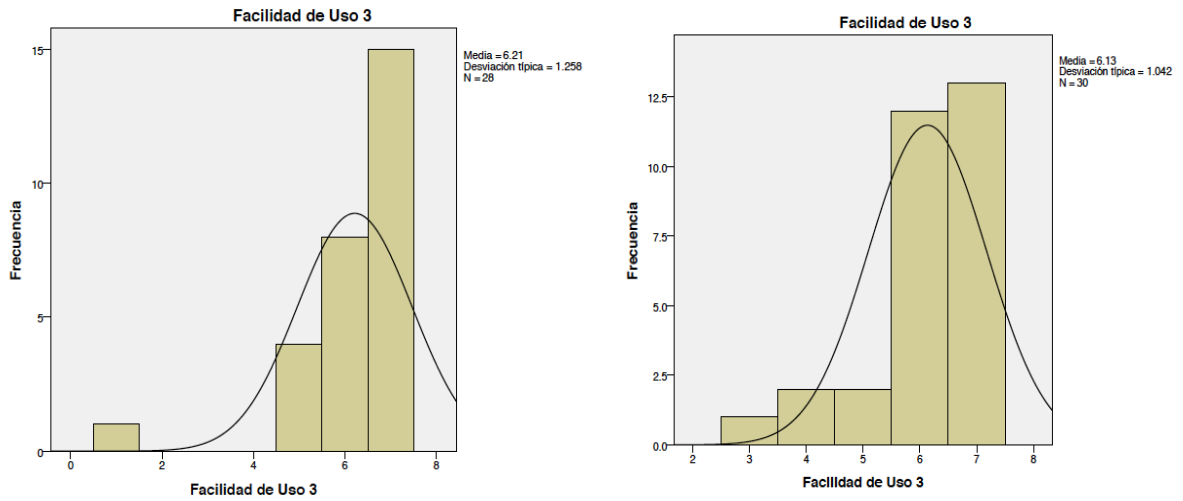 Facilidad de Uso 3
Media =6.21
Desviación típica =1.258
N =28
Frecuencia
15
10
5
0
0 2 4 6 8
Facilidad de Uso 3
Facilidad de Uso 3
Media =6.13
Desviación típica =1.042
N =30
Frecuencia
12.5
10.0
7.5
5.0
2.5
0.0
2 3 4 5 6 7 8
Facilidad de Uso 3